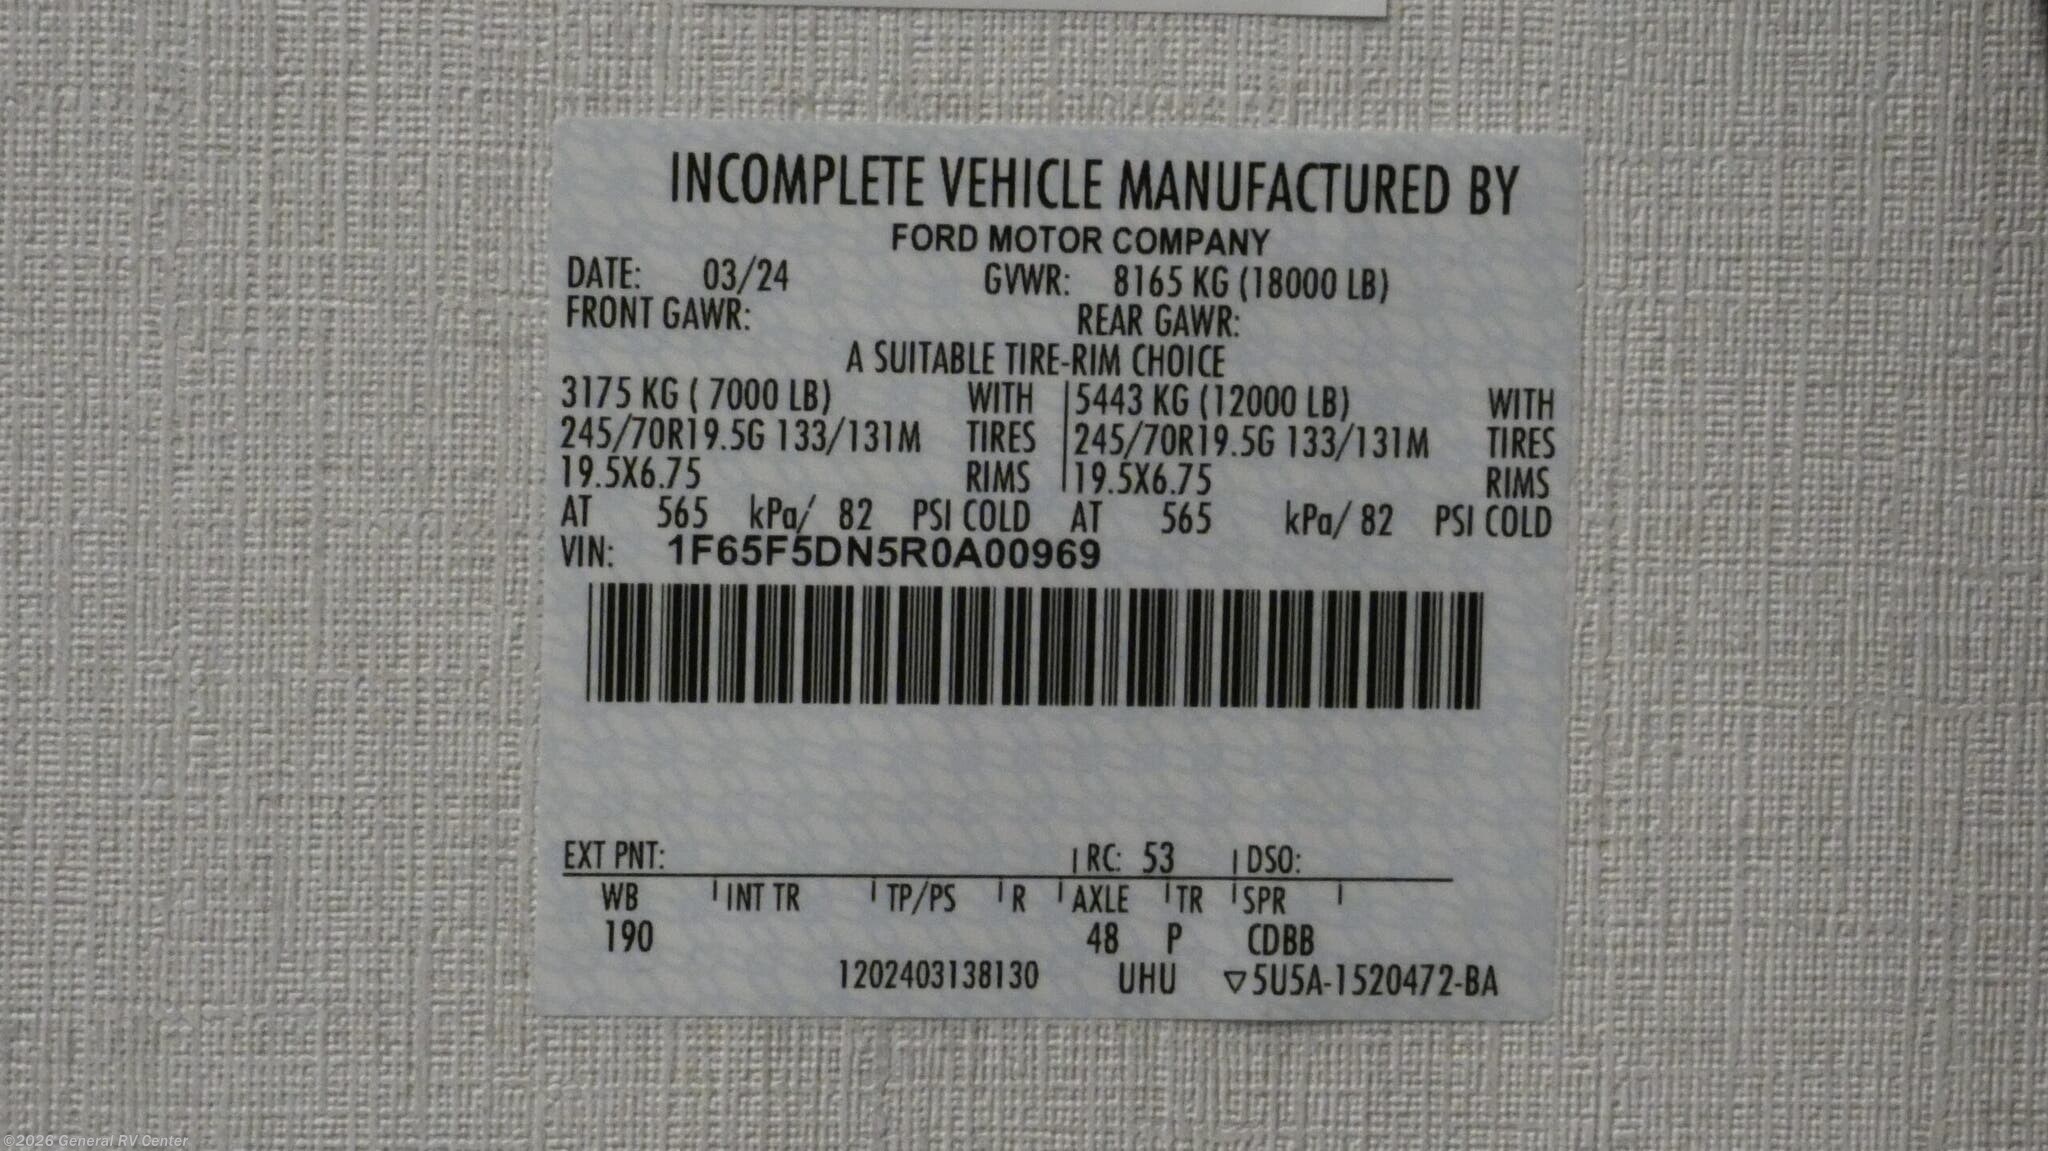 INCOMPLETE VEHICLE MANUFACTURED BY
FORD MOTOR COMPANY
DATE: 03/24 GVWR: 8165 KG (18000 LB)
FRONT GAWR: REAR GAWR:
A SUITABLE TIRE-RIM CHOICE
3175 KG ( 7000 LB) WITH 5443 KG (12000 LB) WITH
245/70R19.5G 133/131M TIRES 245/70R19.5G 133/131M TIRES
19.5X6.75 RIMS 19.5X6.75 RIMS
AT 565 kPa/ 82 PSI COLD AT 565 kPa/ 82 PSI COLD
VIN: 1F65F5DN5R0A00969
EXT PNT: RC: 53 DSO:
WB INT TR TP/PS R AXLE TR SPR
190 48 P CDBB
1202403138130 UHU ▽5U5A-1520472-BA
©2026 General RV Center